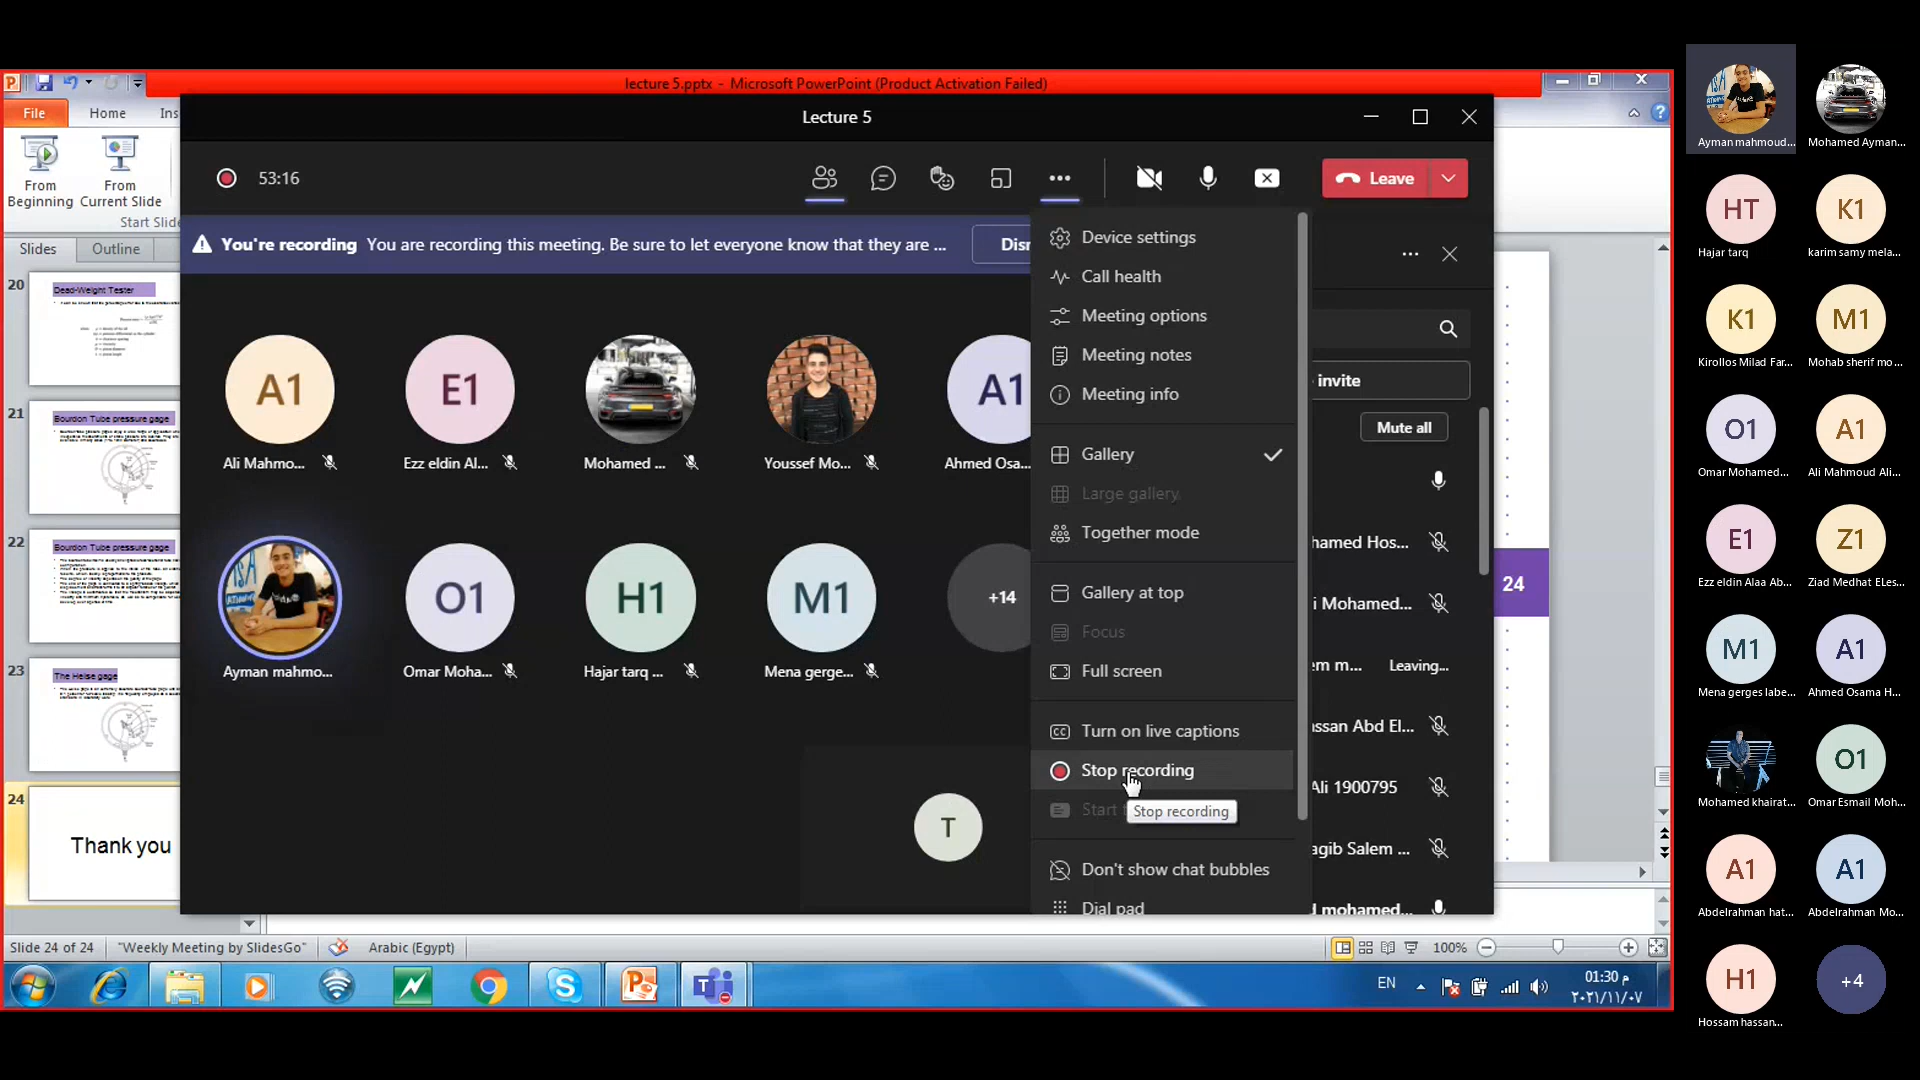 lecture 5.pptx - Microsoft PowerPoint (Product Activation Failed)
File
Home
Ins
From Beginning
From Current Slide
Start Slide
Slides
Outline
20
Dead-Weight Tester
21
Bourdon Tube pressure gage
22
Bourdon Tube pressure gage
23
The Heise gage
24
Thank you
Lecture 5
53:16
Leave
You're recording You are recording this meeting. Be sure to let everyone know that they are ...
Device settings
Call health
Meeting options
Meeting notes
Meeting info
Gallery
Large gallery
Together mode
Gallery at top
Focus
Full screen
Turn on live captions
Stop recording
Start
Stop recording
Don't show chat bubbles
Dial pad
A1
E1
A1
Ali Mahmo...
Ezz eldin Al...
Mohamed ...
Youssef Mo...
Ahmed Osa...
O1
H1
M1
+14
Ayman mahmo...
Omar Moha...
Hajar tarq ...
Mena gerge...
T
invite
Mute all
hamed Hos...
i Mohamed...
em m...
Leaving...
ssan Abd El...
Ali 1900795
agib Salem ...
d mohamed...
24
Slide 24 of 24
"Weekly Meeting by SlidesGo"
Arabic (Egypt)
100%
EN
01:30 م
٢٠٢١/١١/٠٧
Ayman mahmoud...
Mohamed Ayman...
HT
K1
Hajar tarq
karim samy mela...
K1
M1
Kirollos Milad Far...
Mohab sherif mo...
O1
A1
Omar Mohamed...
Ali Mahmoud Ali...
E1
Z1
Ezz eldin Alaa Ab...
Ziad Medhat ELes...
M1
A1
Mena gerges labe...
Ahmed Osama H...
O1
Mohamed khairat...
Omar Esmail Moh...
A1
A1
Abdelrahman hat...
Abdelrahman Mo...
H1
+4
Hossam hassan...